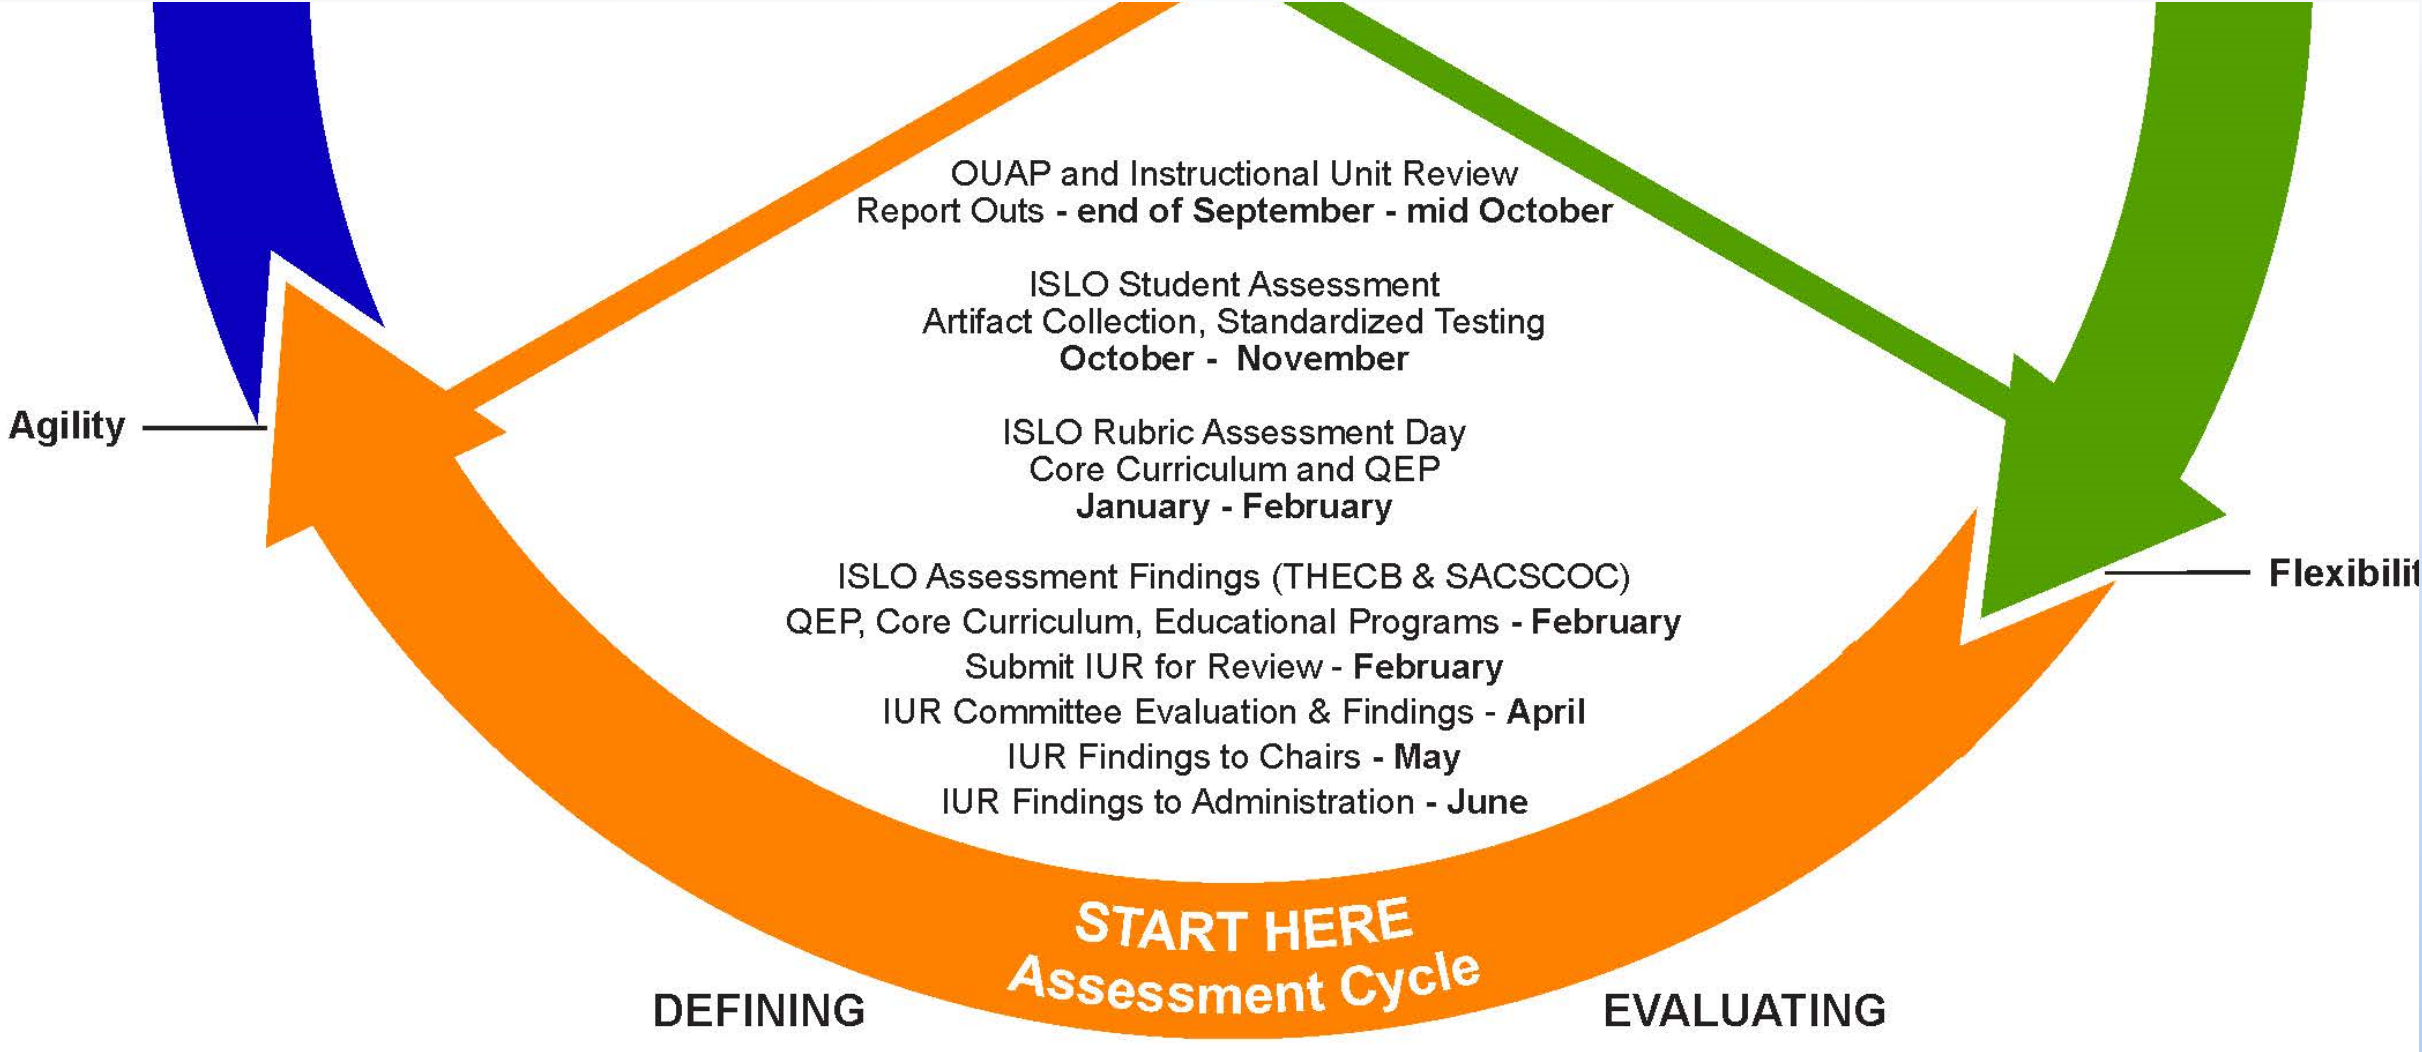 OUAP and Instructional Unit Review
Report Outs - end of September - mid October
ISLO Student Assessment
Artifact Collection, Standardized Testing
October - November
Agility
ISLO Rubric Assessment Day
Core Curriculum and QEP
January - February
ISLO Assessment Findings (THECB & SACSCOC)
Flexibilit
QEP, Core Curriculum, Educational Programs - February
Submit IUR for Review - February
IUR Committee Evaluation & Findings - April
IUR Findings to Chairs - May
IUR Findings to Administration - June
START HERE
Assessment Cycle
DEFINING
EVALUATING